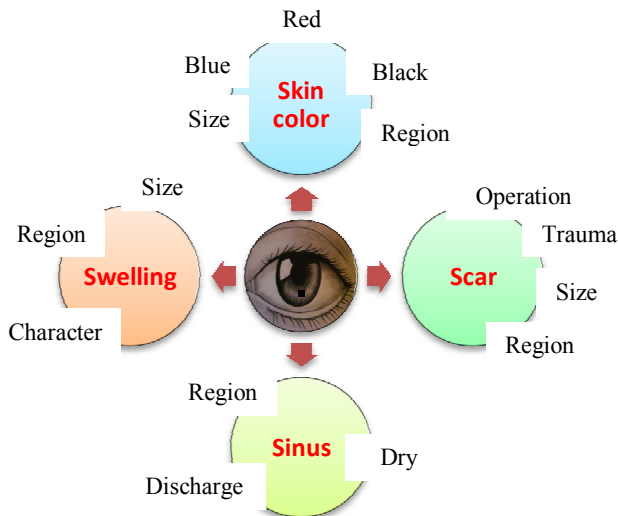 Red
Blue
Black
Skin
color
Size
Region
Size
Region
Swelling
Character
Operation
Trauma
Scar
Size
Region
Region
Sinus
Dry
Discharge